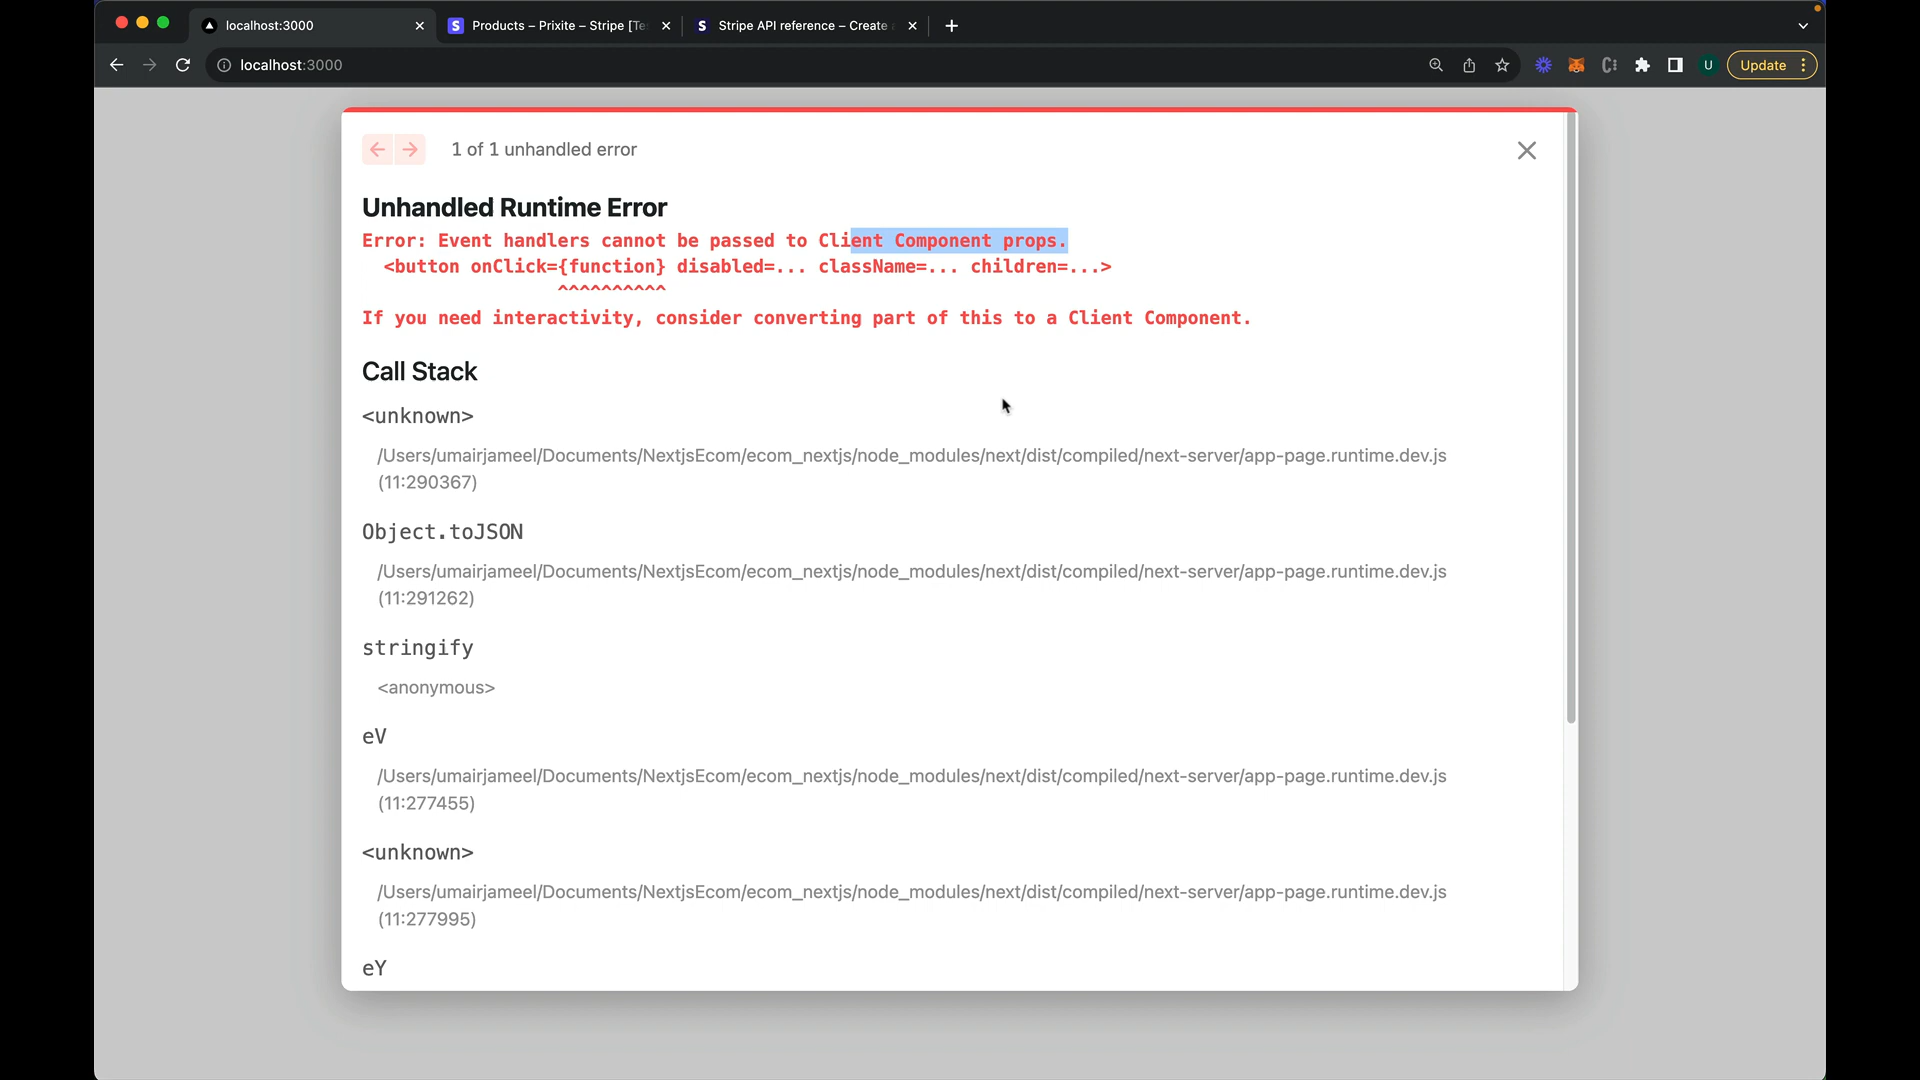 localhost:3000
Products – Prixite – Stripe [Te
Stripe API reference – Create
localhost:3000
U
Update
1 of 1 unhandled error
Unhandled Runtime Error
Error: Event handlers cannot be passed to Client Component props.
<button onClick={function} disabled=... className=... children=...>
^^^^^^^^^^
If you need interactivity, consider converting part of this to a Client Component.
Call Stack
<unknown>
/Users/umairjameel/Documents/NextjsEcom/ecom_nextjs/node_modules/next/dist/compiled/next-server/app-page.runtime.dev.js
(11:290367)
Object.toJSON
/Users/umairjameel/Documents/NextjsEcom/ecom_nextjs/node_modules/next/dist/compiled/next-server/app-page.runtime.dev.js
(11:291262)
stringify
<anonymous>
eV
/Users/umairjameel/Documents/NextjsEcom/ecom_nextjs/node_modules/next/dist/compiled/next-server/app-page.runtime.dev.js
(11:277455)
<unknown>
/Users/umairjameel/Documents/NextjsEcom/ecom_nextjs/node_modules/next/dist/compiled/next-server/app-page.runtime.dev.js
(11:277995)
eY